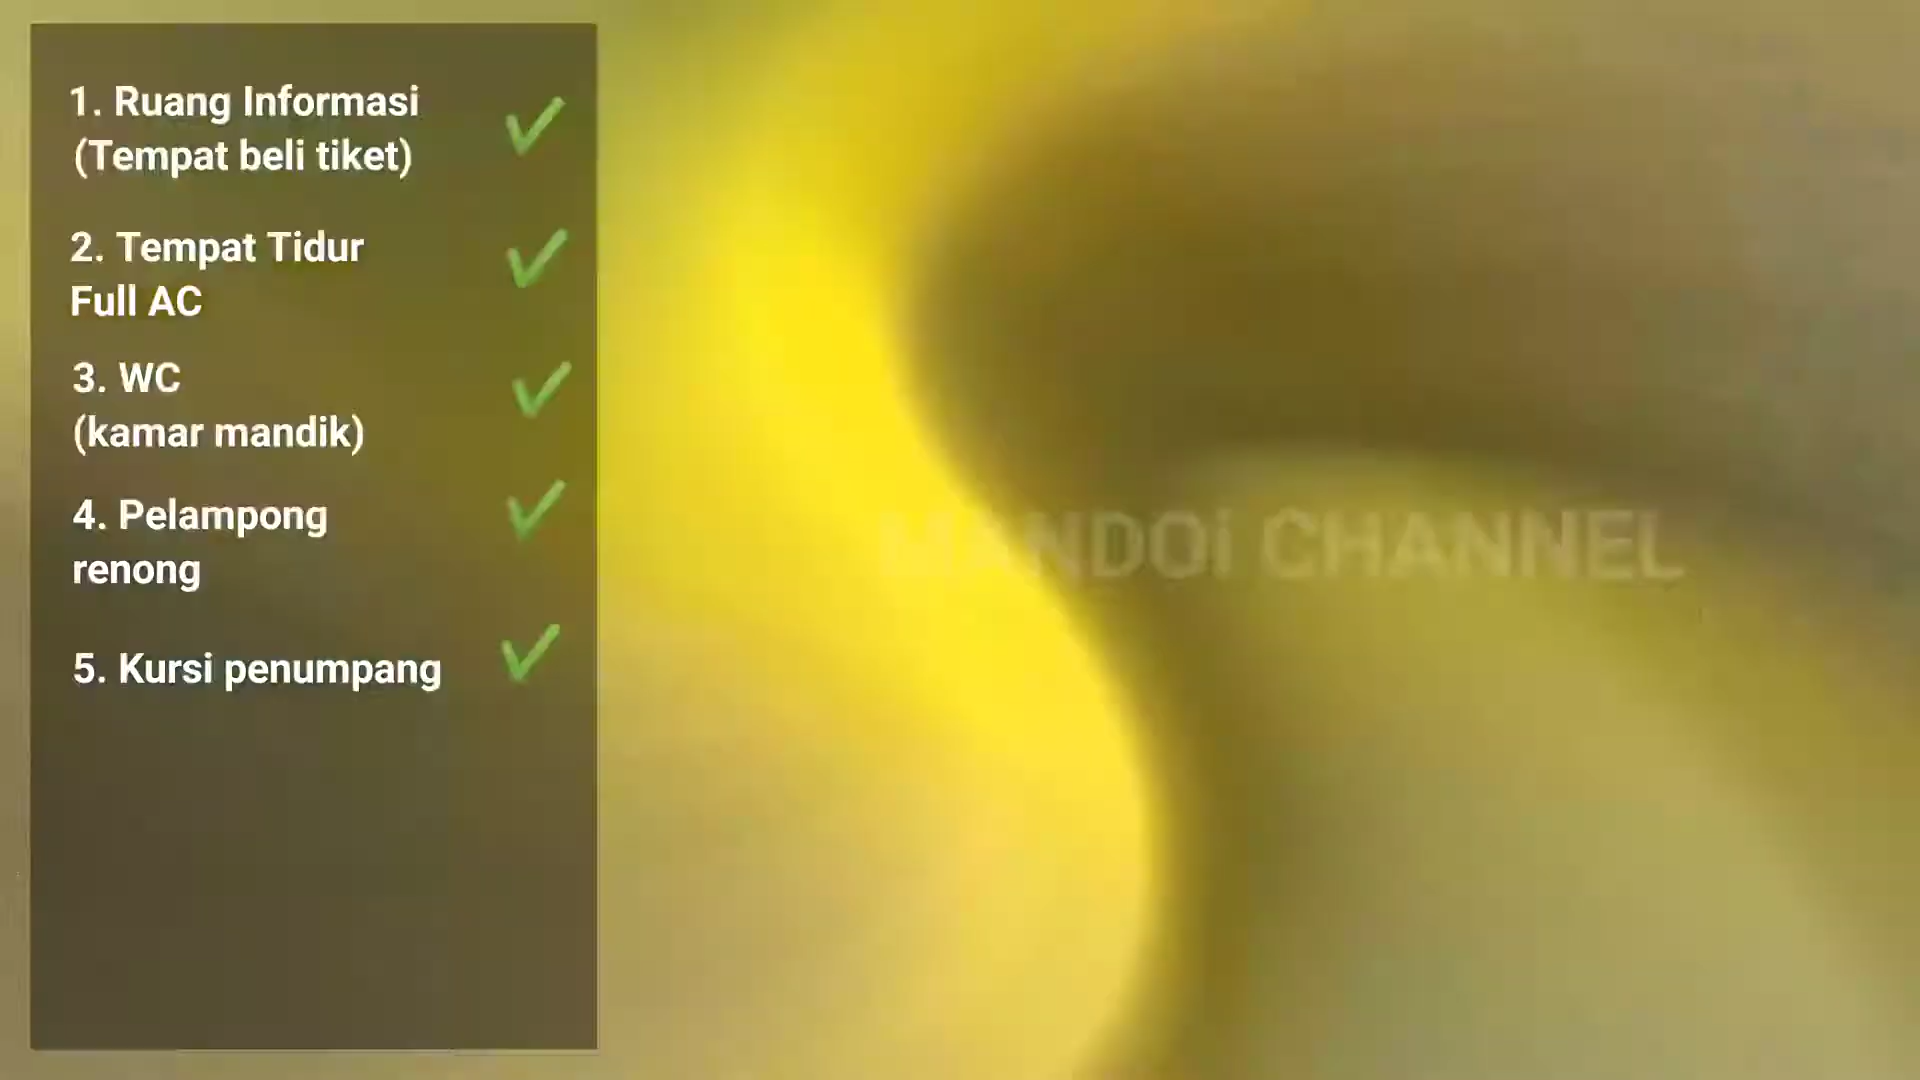 1. Ruang Informasi
(Tempat beli tiket)
2. Tempat Tidur
Full AC
3. WC
(kamar mandik)
4. Pelampong
renong
5. Kursi penumpang
MANDOi CHANNEL